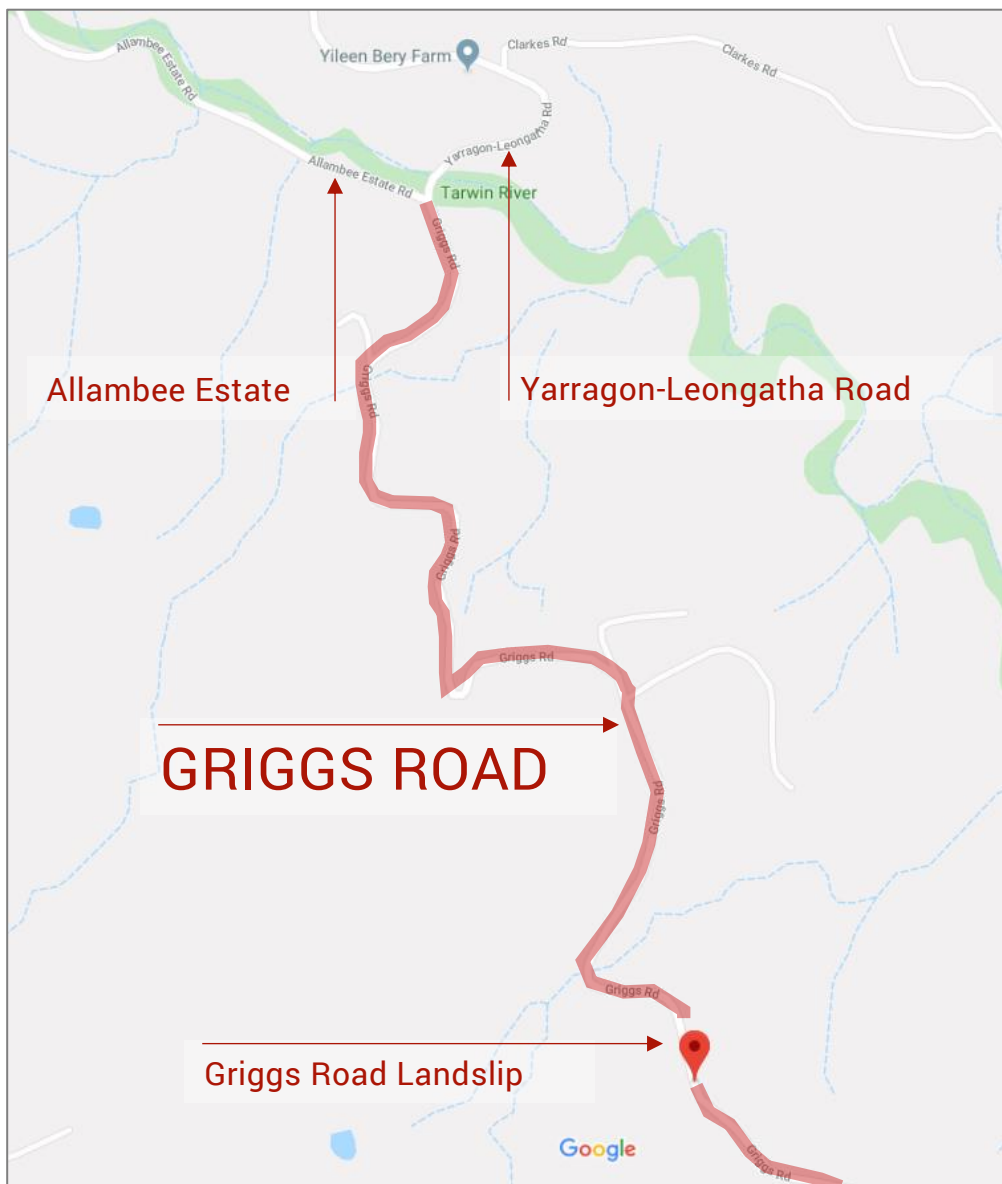 Allambee Estate Rd
Yileen Bery Farm
Clarkes Rd
Clarkes Rd
Yarragon-Leongatha Rd
Allambee Estate Rd
Tarwin River
Griggs Rd
Allambee Estate
Griggs Rd
Yarragon-Leongatha Road
Griggs Rd
Griggs Rd
GRIGGS ROAD
Griggs Rd
Griggs Rd
Griggs Road Landslip
Google
Griggs Rd